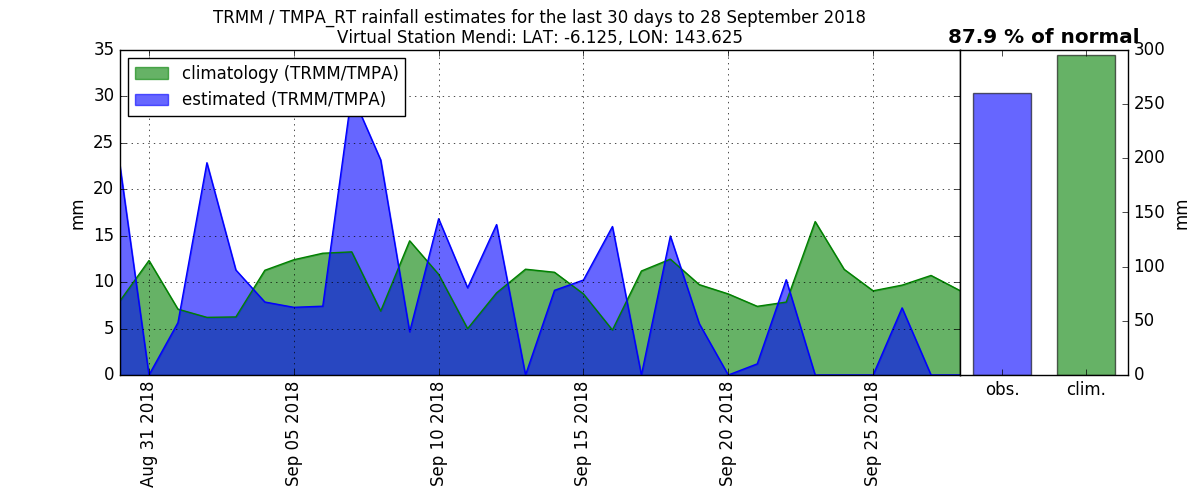 TRMM / TMPA_RT rainfall estimates for the last 30 days to 28 September 2018
Virtual Station Mendi: LAT: -6.125, LON: 143.625
87.9 % of normal
climatology (TRMM/TMPA)
estimated (TRMM/TMPA)
mm
35
30
25
20
15
10
5
0
Aug 31 2018
Sep 05 2018
Sep 10 2018
Sep 15 2018
Sep 20 2018
Sep 25 2018
obs.
clim.
300
250
200
150
100
50
0
mm